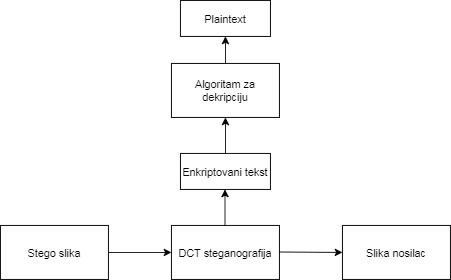 Plaintext
Algoritam za
dekripciju
Enkriptovani tekst
Stego slika
DCT steganografija
Slika nosilac